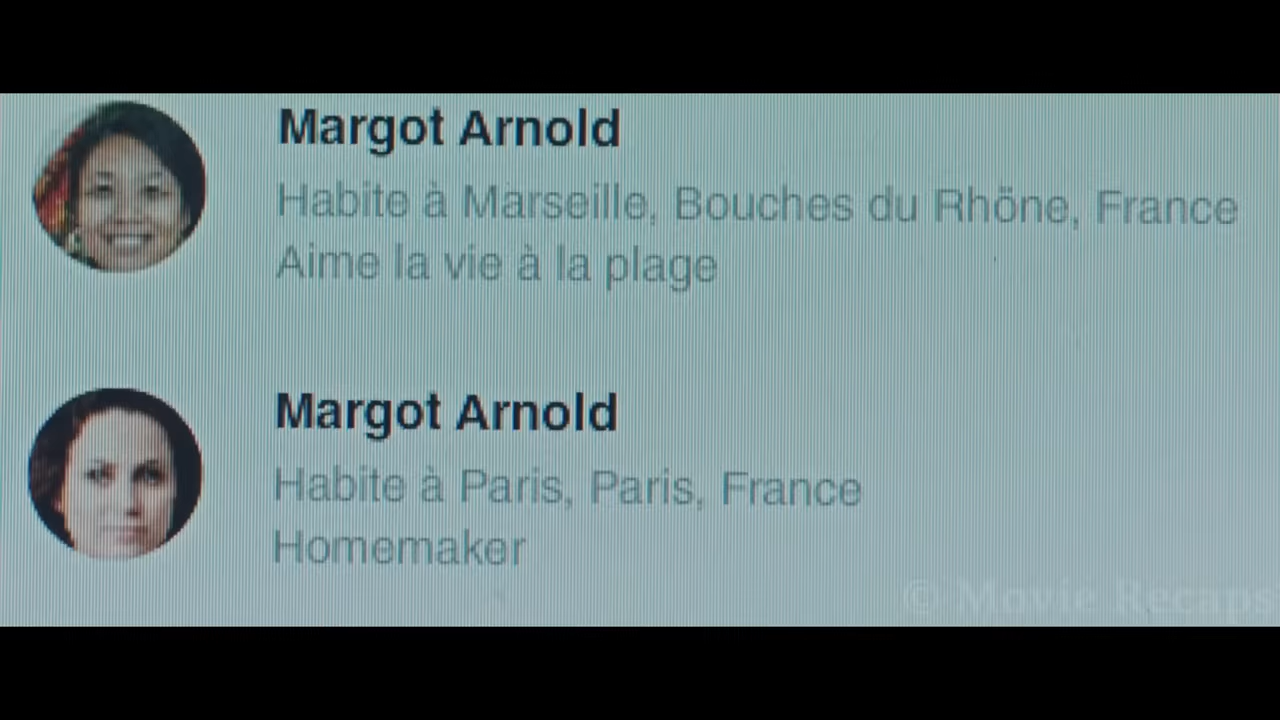 Margot Arnold
Habite à Marseille, Bouches du Rhône, France
Aime la vie à la plage
Margot Arnold
Habite à Paris, Paris, France
Homemaker
© Movie Recaps